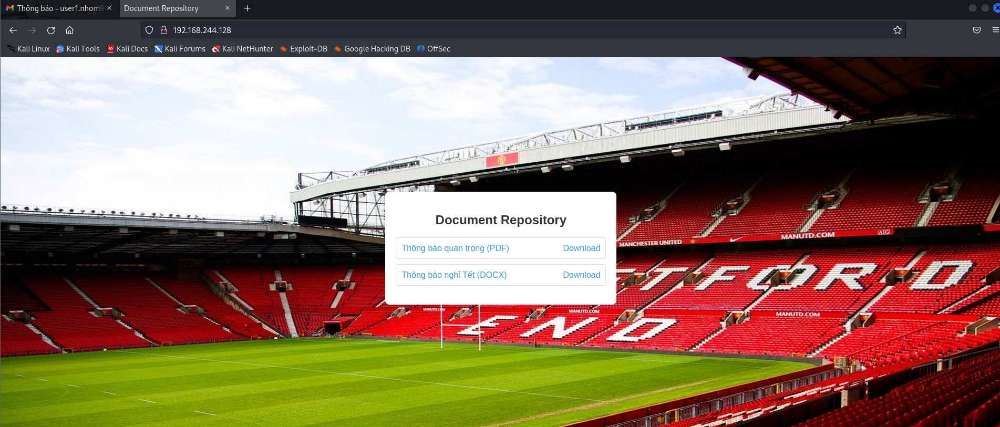 Thông báo - user1.nhom9
Document Repository
192.168.244.128
Kali Linux
Kali Tools
Kali Docs
Kali Forums
Kali NetHunter
Exploit-DB
Google Hacking DB
OffSec
Document Repository
Thông báo quan trọng (PDF)
Download
Thông báo nghỉ Tết (DOCX)
Download
MANCHESTER UNITED
MANUTD.COM
AIG
T FORD
MANUTD.COM
MANUTD.COM
MANUTD.COM
END